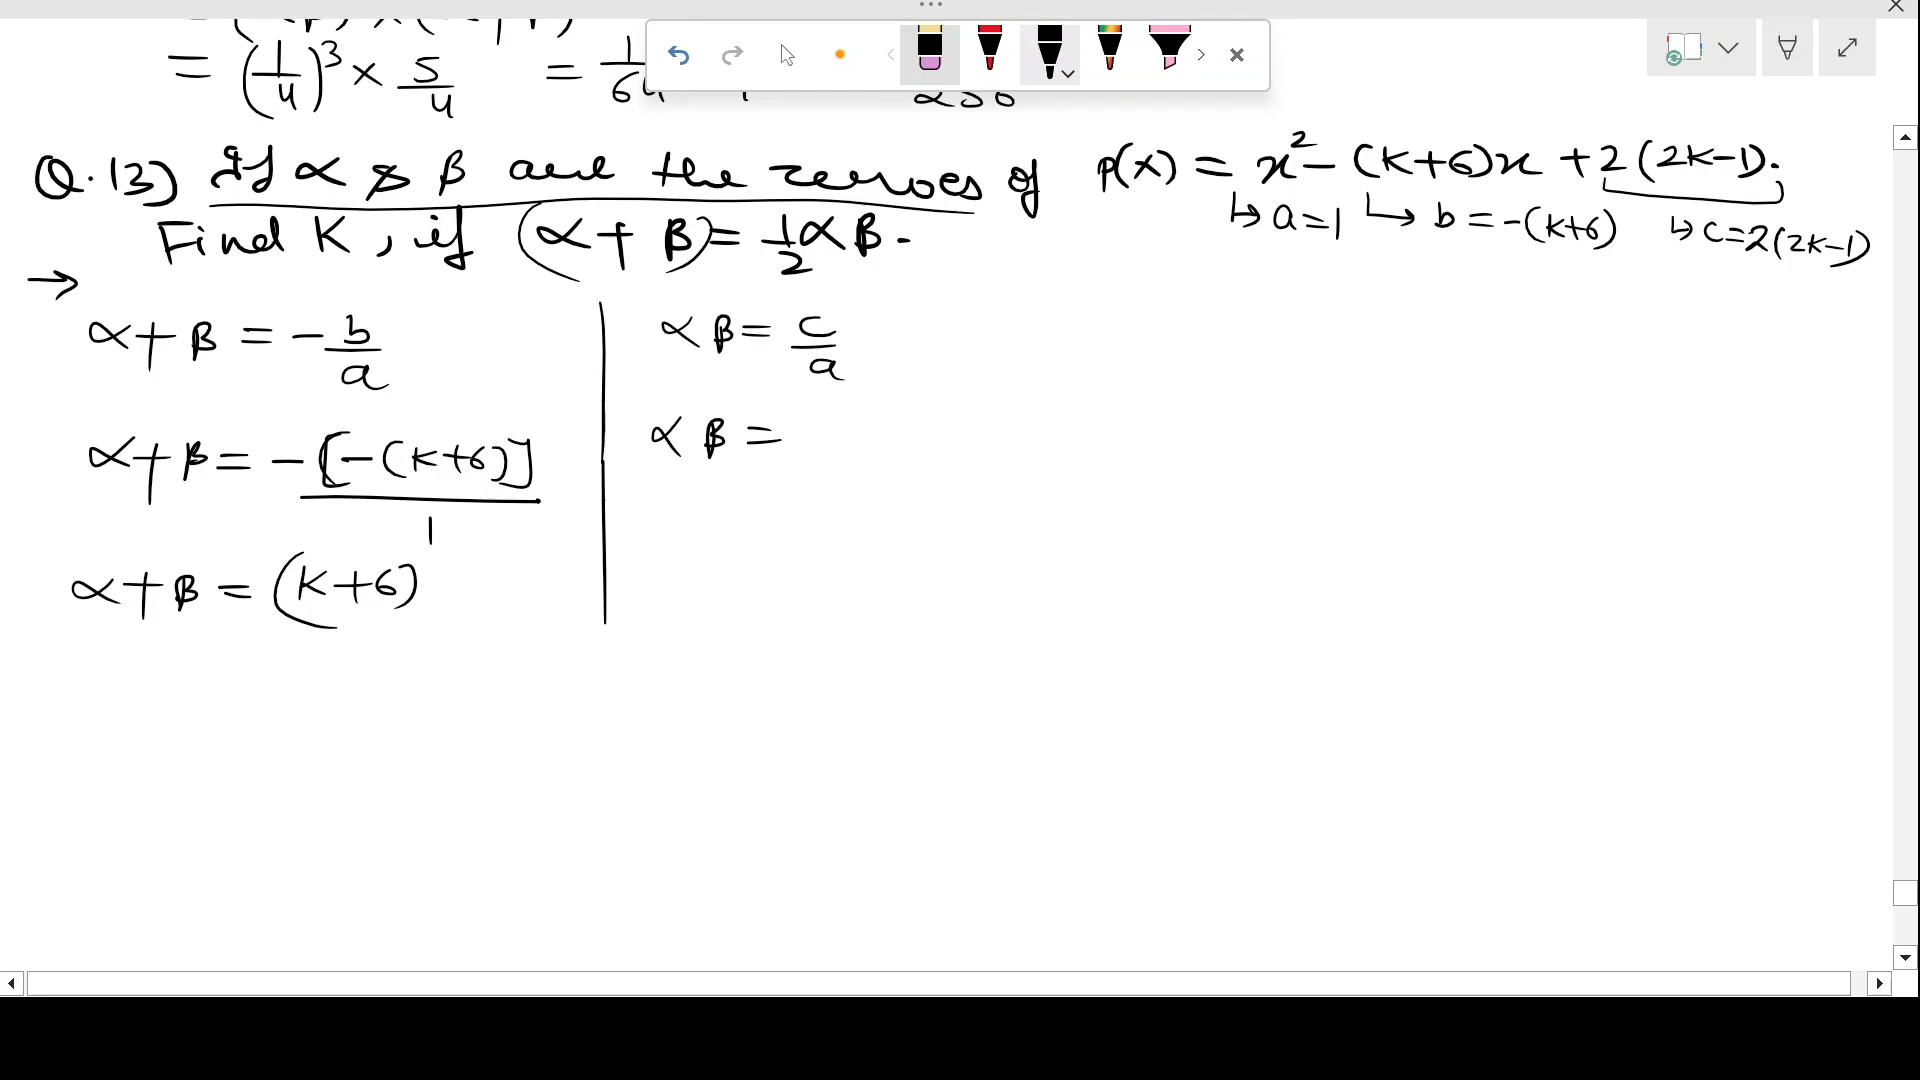 = (1/4)³ × 5/4 = 1/64
256
Q.13) If α & β are the zeroes of p(x) = x² − (K+6)x + 2(2K−1).
↳ a=1 ↳ b = −(K+6) ↳ c=2(2K−1)
Find K, if (α + β) = 1/2 αβ.
→
α + β = − b/a
αβ = c/a
α + β = − [−(K+6)]/1
αβ =
α + β = (K+6)